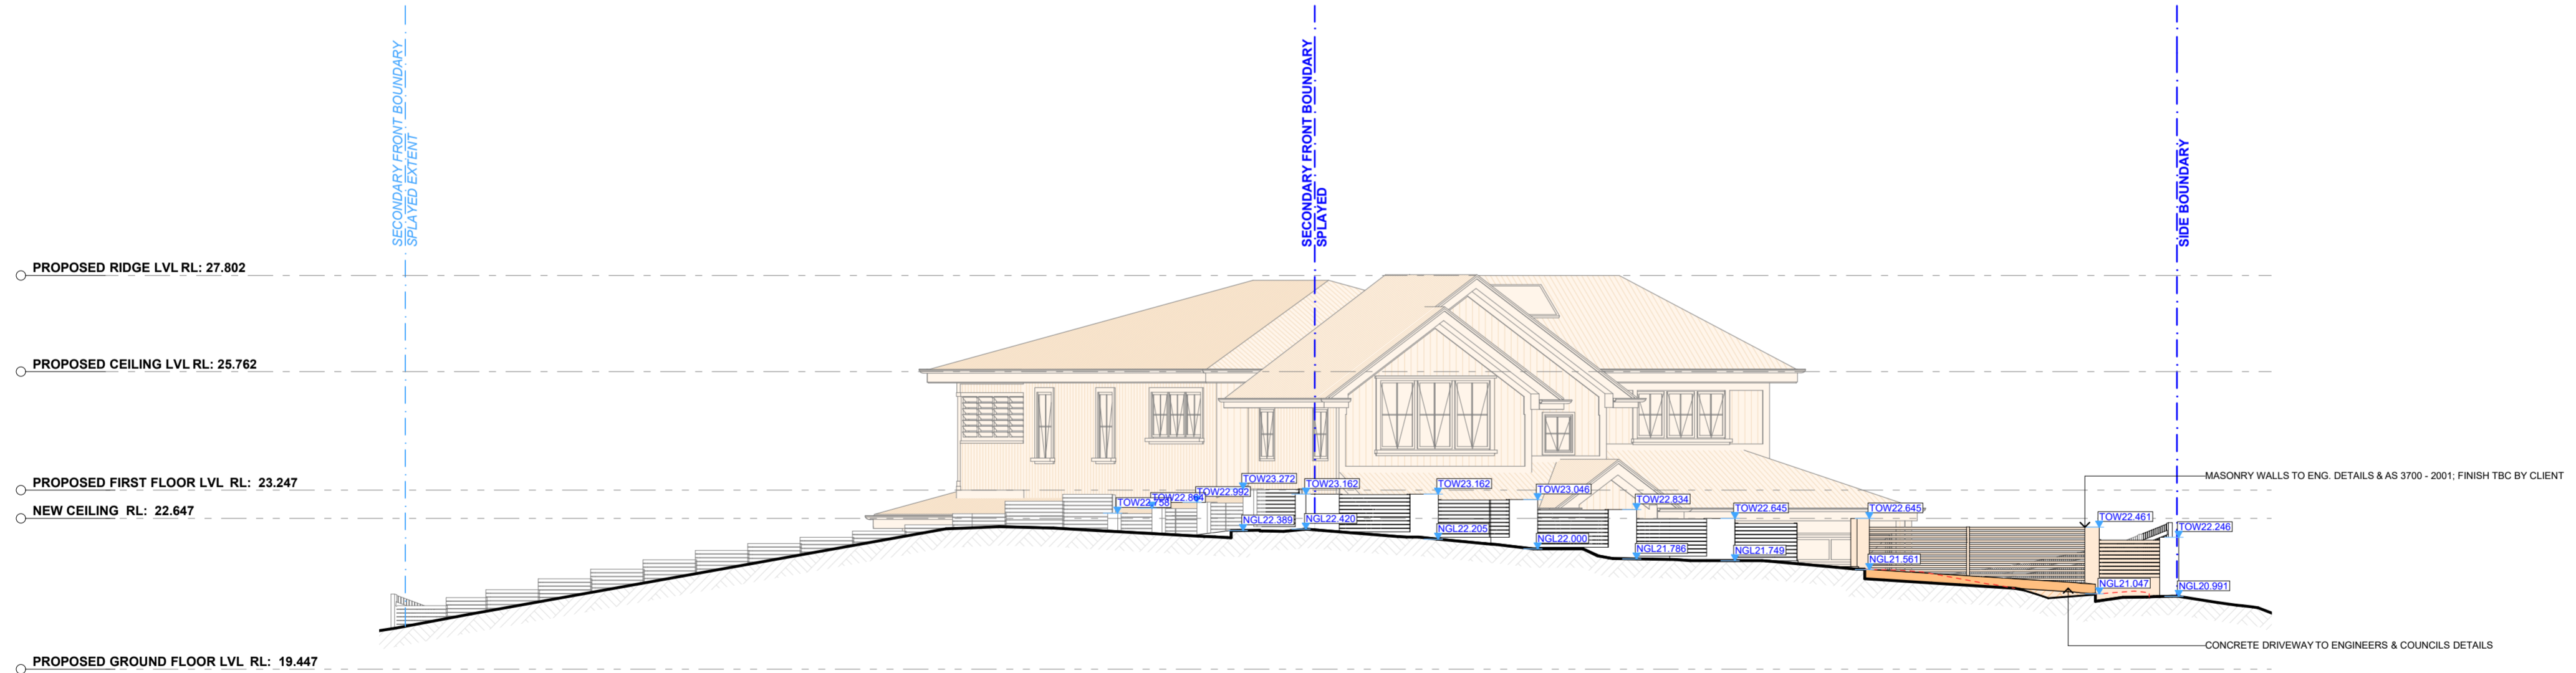 SECONDARY FRONT BOUNDARY
SPLAYED EXTENT
SECONDARY FRONT BOUNDARY
SPLAYED
SIDE BOUNDARY
PROPOSED RIDGE LVL RL: 27.802
PROPOSED CEILING LVL RL: 25.762
PROPOSED FIRST FLOOR LVL RL: 23.247
NEW CEILING RL: 22.647
PROPOSED GROUND FLOOR LVL RL: 19.447
TOW22.758
TOW22.864
TOW22.992
TOW23.272
TOW23.162
TOW23.162
TOW23.046
TOW22.834
TOW22.645
TOW22.645
TOW22.461
TOW22.246
NGL22.389
NGL22.420
NGL22.205
NGL22.000
NGL21.786
NGL21.749
NGL21.561
NGL21.047
NGL20.991
MASONRY WALLS TO ENG. DETAILS & AS 3700 - 2001; FINISH TBC BY CLIENT
CONCRETE DRIVEWAY TO ENGINEERS & COUNCILS DETAILS